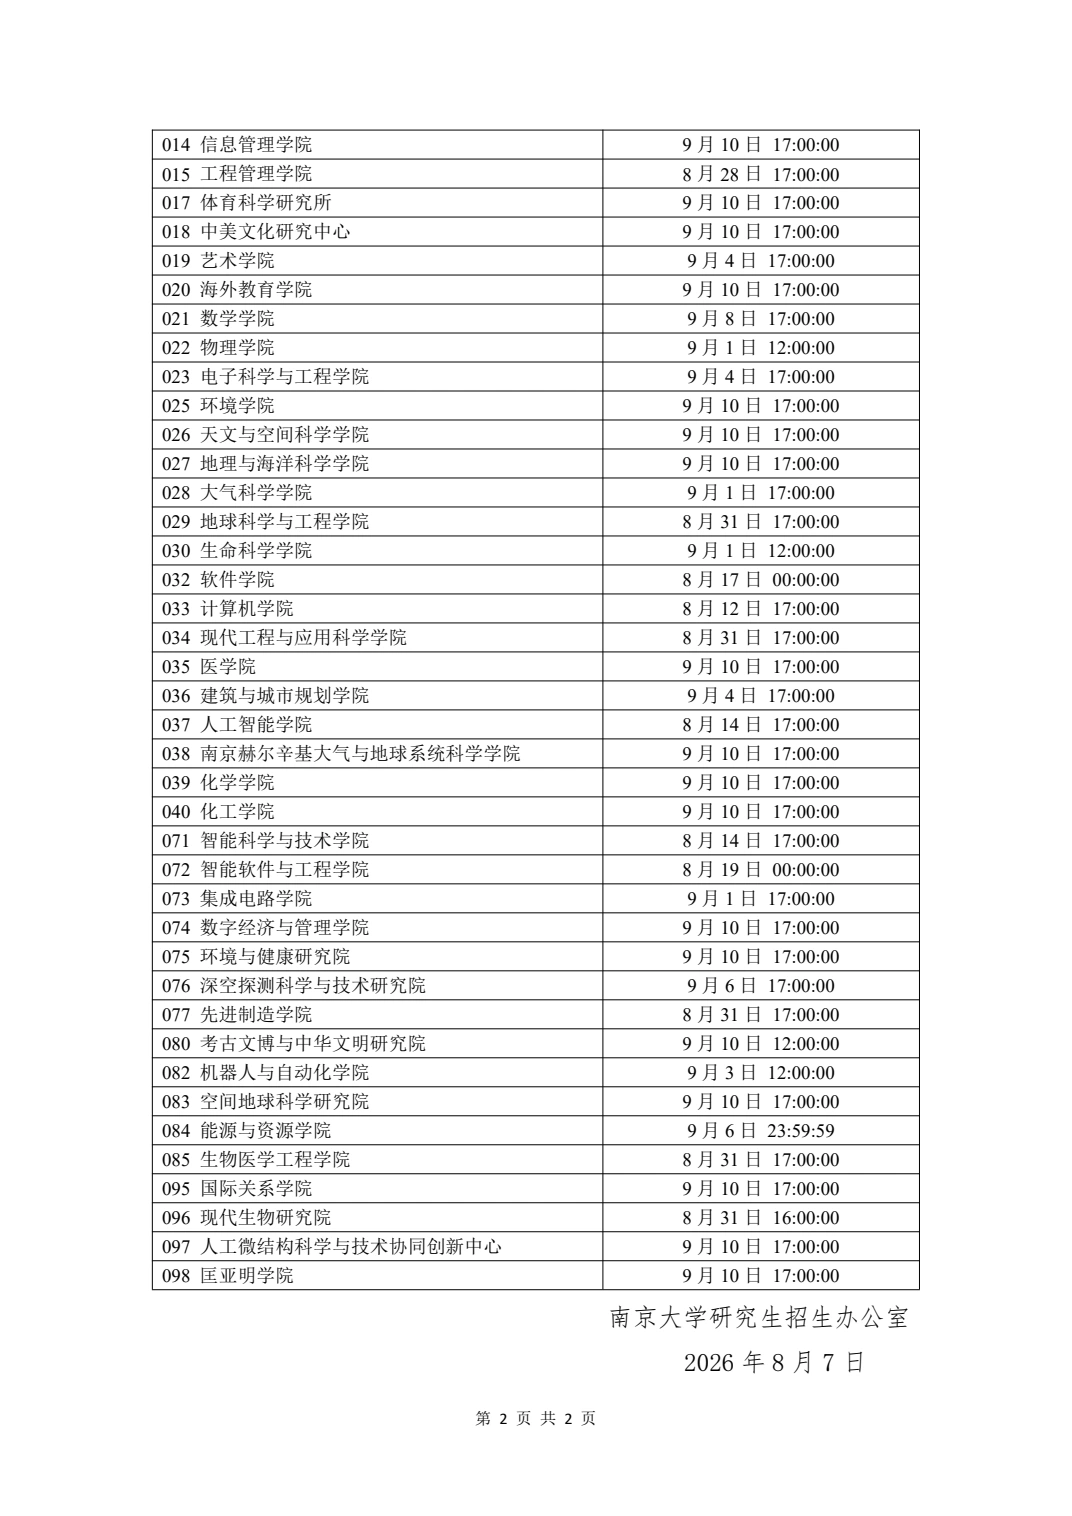 014 信息管理学院 9 月 10 日 17:00:00
015 工程管理学院 8 月 28 日 17:00:00
017 体育科学研究所 9 月 10 日 17:00:00
018 中美文化研究中心 9 月 10 日 17:00:00
019 艺术学院 9 月 4 日 17:00:00
020 海外教育学院 9 月 10 日 17:00:00
021 数学学院 9 月 8 日 17:00:00
022 物理学院 9 月 1 日 12:00:00
023 电子科学与工程学院 9 月 4 日 17:00:00
025 环境学院 9 月 10 日 17:00:00
026 天文与空间科学学院 9 月 10 日 17:00:00
027 地理与海洋科学学院 9 月 10 日 17:00:00
028 大气科学学院 9 月 1 日 17:00:00
029 地球科学与工程学院 8 月 31 日 17:00:00
030 生命科学学院 9 月 1 日 12:00:00
032 软件学院 8 月 17 日 00:00:00
033 计算机学院 8 月 12 日 17:00:00
034 现代工程与应用科学学院 8 月 31 日 17:00:00
035 医学院 9 月 10 日 17:00:00
036 建筑与城市规划学院 9 月 4 日 17:00:00
037 人工智能学院 8 月 14 日 17:00:00
038 南京赫尔辛基大气与地球系统科学学院 9 月 10 日 17:00:00
039 化学学院 9 月 10 日 17:00:00
040 化工学院 9 月 10 日 17:00:00
071 智能科学与技术学院 8 月 14 日 17:00:00
072 智能软件与工程学院 8 月 19 日 00:00:00
073 集成电路学院 9 月 1 日 17:00:00
074 数字经济与管理学院 9 月 10 日 17:00:00
075 环境与健康研究院 9 月 10 日 17:00:00
076 深空探测科学与技术研究院 9 月 6 日 17:00:00
077 先进制造学院 8 月 31 日 17:00:00
080 考古文博与中华文明研究院 9 月 10 日 12:00:00
082 机器人与自动化学院 9 月 3 日 12:00:00
083 空间地球科学研究院 9 月 10 日 17:00:00
084 能源与资源学院 9 月 6 日 23:59:59
085 生物医学工程学院 8 月 31 日 17:00:00
095 国际关系学院 9 月 10 日 17:00:00
096 现代生物研究院 8 月 31 日 16:00:00
097 人工微结构科学与技术协同创新中心 9 月 10 日 17:00:00
098 匡亚明学院 9 月 10 日 17:00:00
南京大学研究生招生办公室
2026 年 8 月 7 日
第 2 页 共 2 页